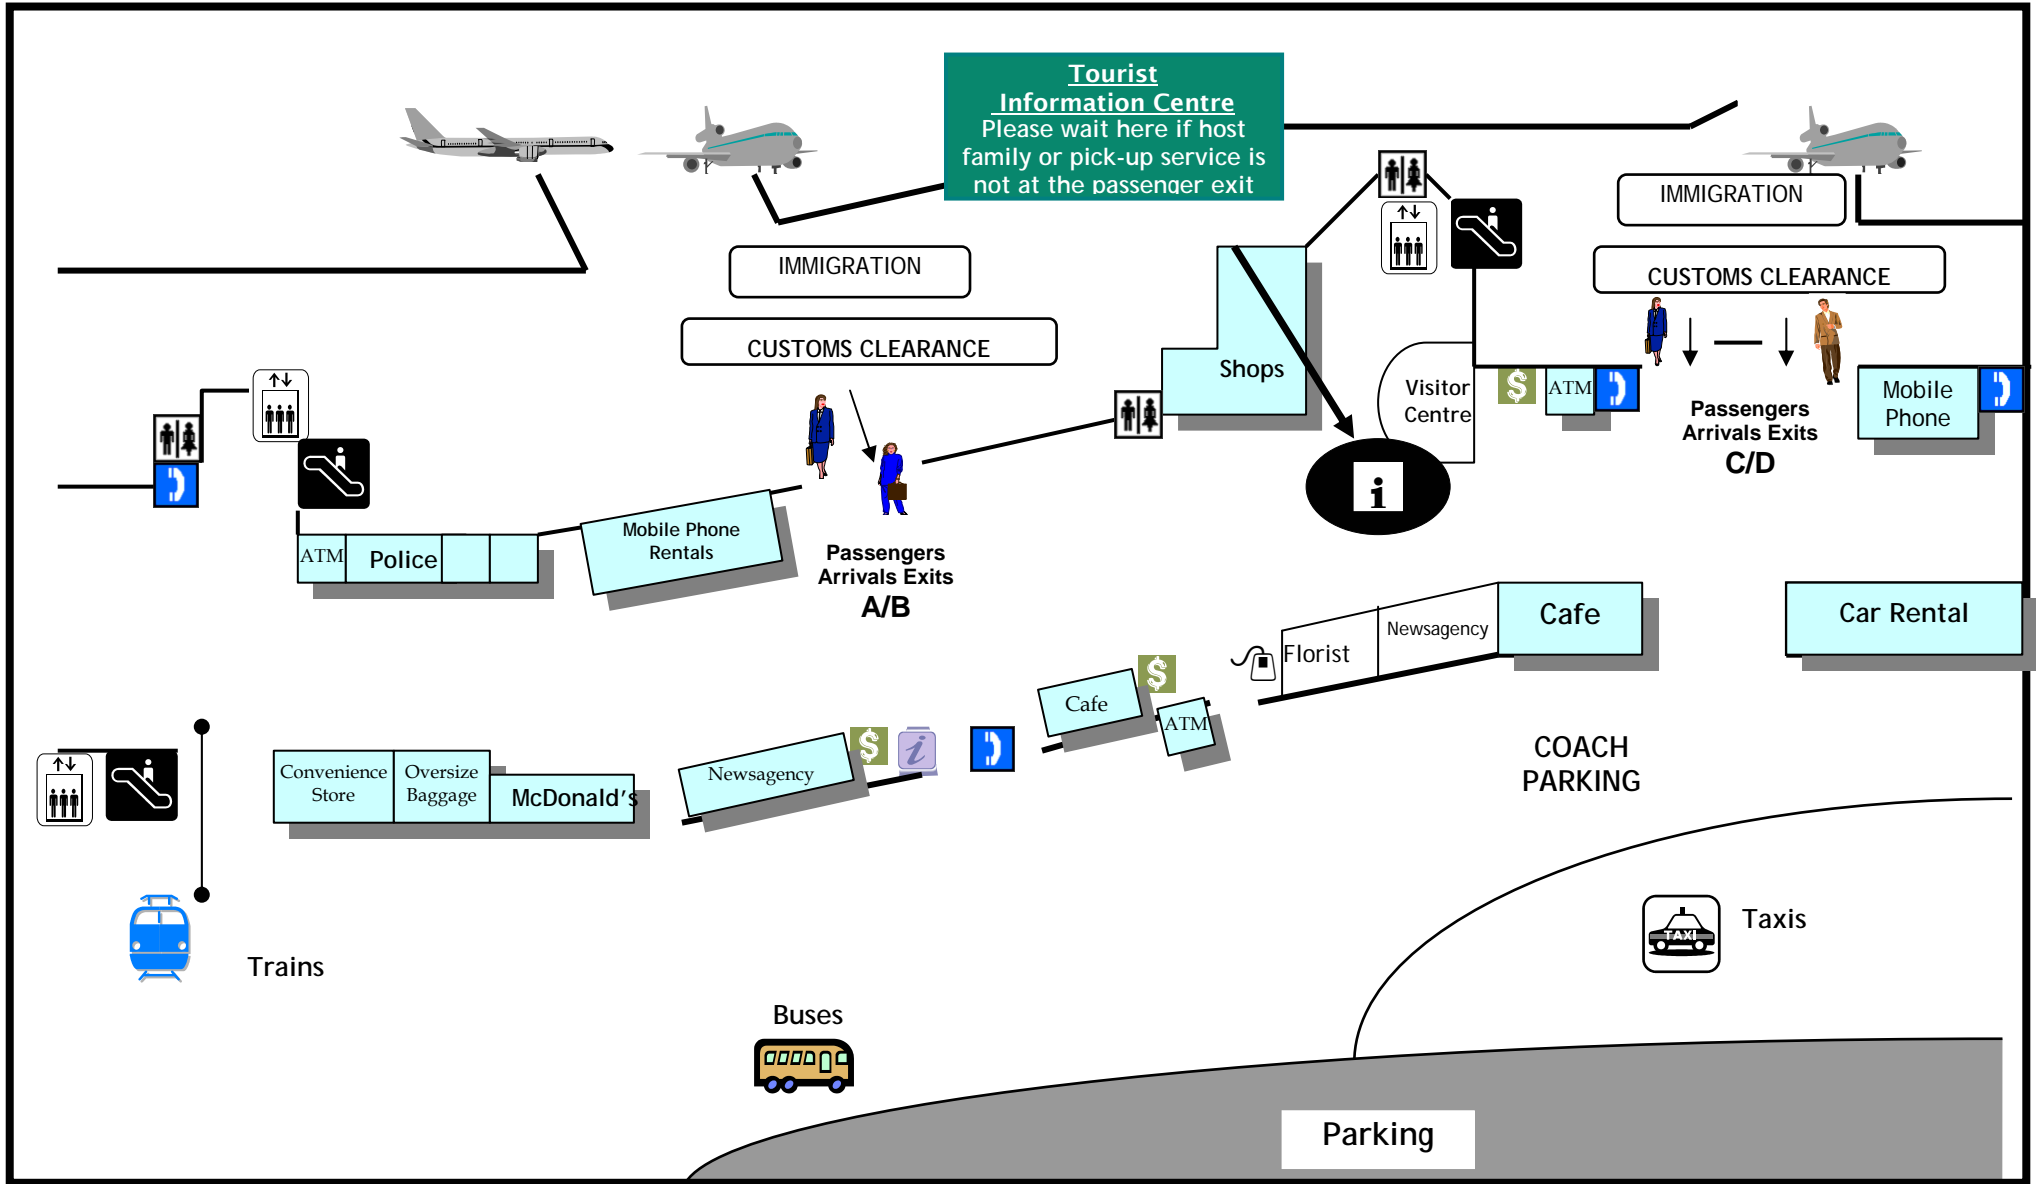 Tourist
Information Centre
Please wait here if host
family or pick-up service is
not at the passenger exit
IMMIGRATION
CUSTOMS CLEARANCE
IMMIGRATION
CUSTOMS CLEARANCE
Shops
Visitor
Centre
ATM
Passengers
Arrivals Exits
C/D
Mobile
Phone
i
ATM
Police
Mobile Phone
Rentals
Passengers
Arrivals Exits
A/B
Florist
Newsagency
Cafe
Car Rental
Cafe
$
ATM
$
Convenience
Store
Oversize
Baggage
McDonald's
Newsagency
$
i
COACH
PARKING
Trains
Buses
TAXI
Taxis
Parking